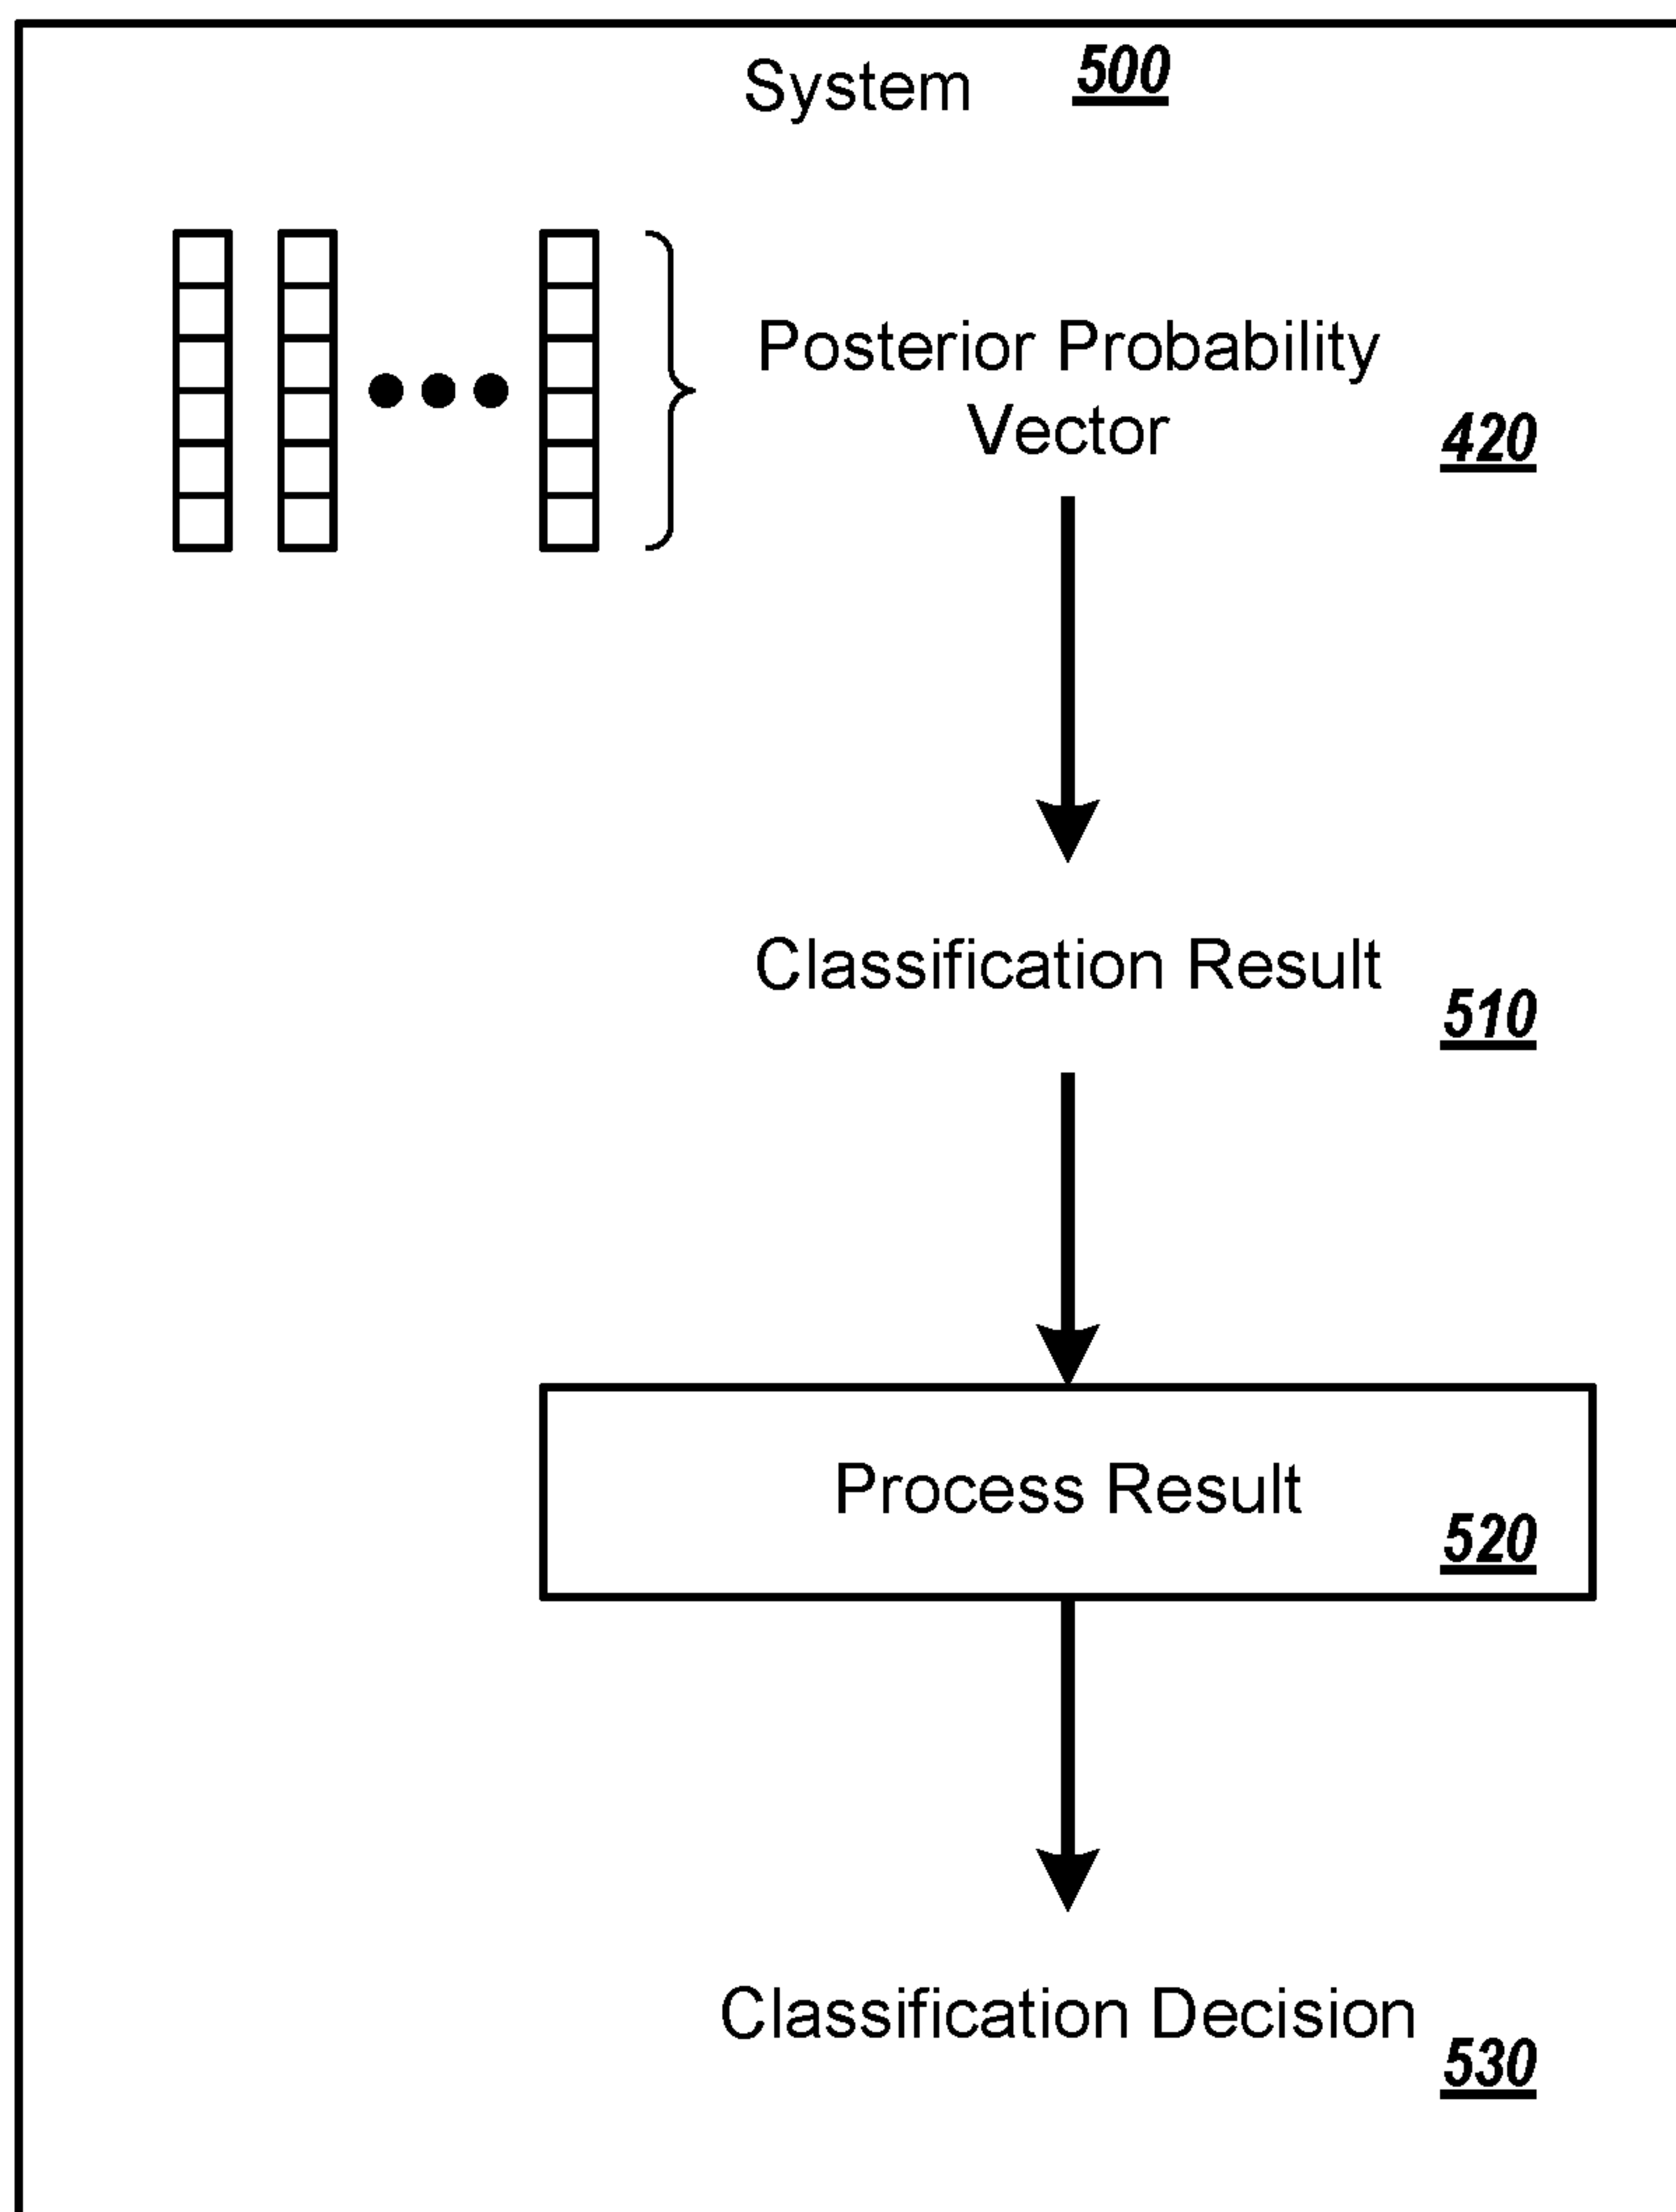 System 500
Posterior Probability
Vector
420
Classification Result
510
Process Result
520
Classification Decision
530